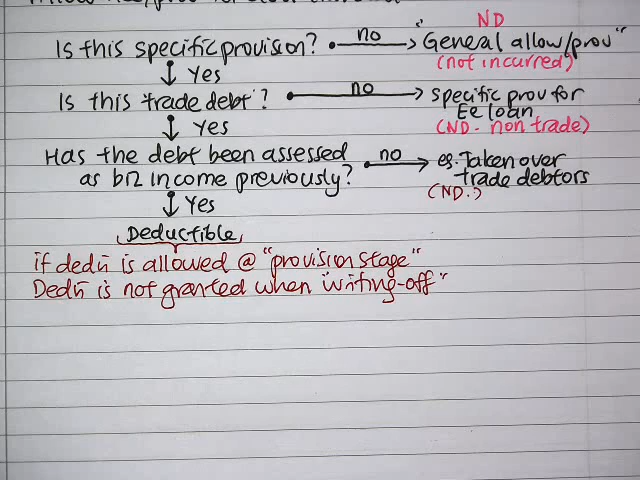 ND
Is this specific provision? no "General allow/prov"
(not incurred)
Yes
Is this 'trade debt'? no specific prov for
Ee loan
Yes (ND. non trade)
Has the debt been assessed no eg. Taken over
as bπ income previously? trade debtors
(ND.)
Yes
Deductible
if dedn is allowed @ "provision stage"
Dedn is not granted when "writing-off"